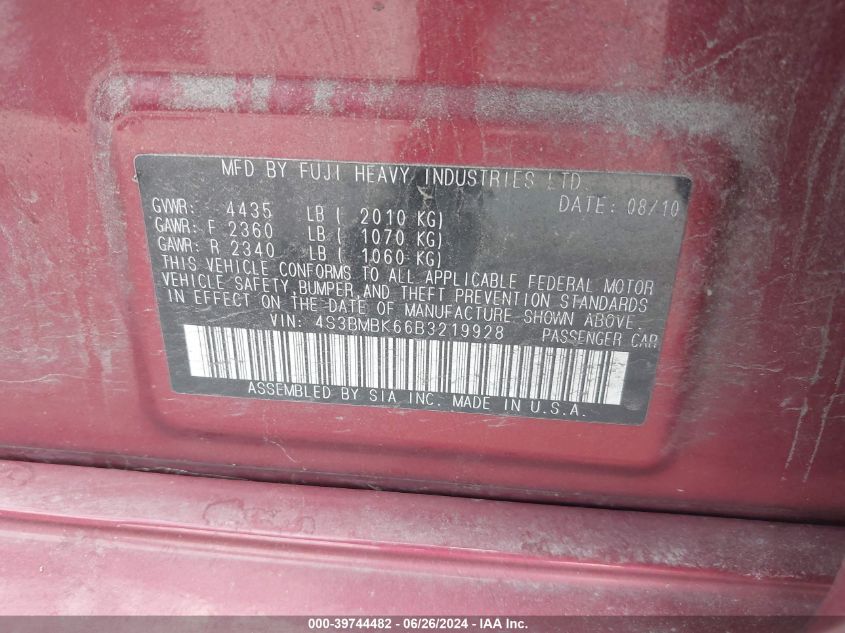 MFD BY FUJI HEAVY INDUSTRIES LTD
DATE: 08/10
GVWR: 4435 LB ( 2010 KG)
GAWR: F 2360 LB ( 1070 KG)
GAWR: R 2340 LB ( 1060 KG)
THIS VEHICLE CONFORMS TO ALL APPLICABLE FEDERAL MOTOR
VEHICLE SAFETY, BUMPER, AND THEFT PREVENTION STANDARDS
IN EFFECT ON THE DATE OF MANUFACTURE SHOWN ABOVE.
VIN: 4S3BMBK66B3219928 PASSENGER CAR
ASSEMBLED BY SIA INC. MADE IN U.S.A.
000-39744482 - 06/26/2024 - IAA Inc.